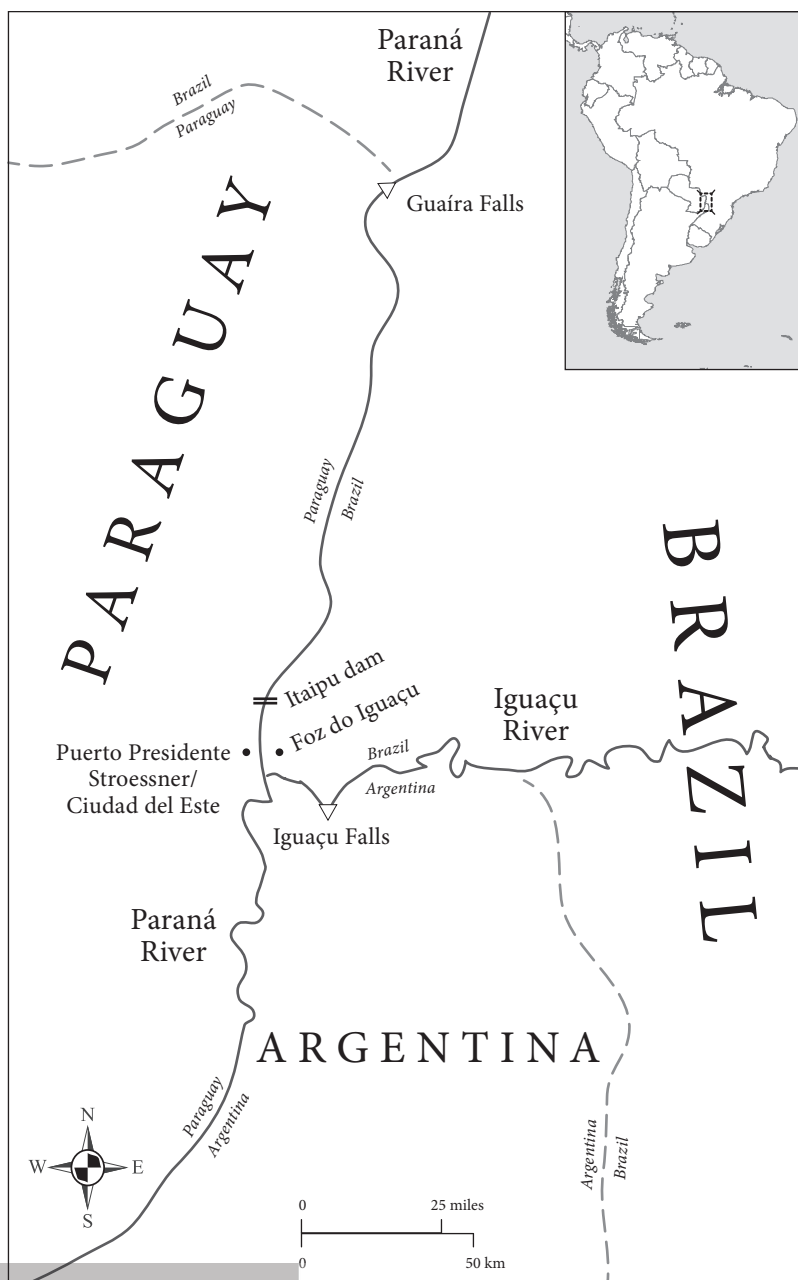 Paraná
River
Brazil
Paraguay
Guaíra Falls
PARAGUAY
Paraguay
Brazil
BRAZIL
Itaipu dam
Foz do Iguaçu
Iguaçu
River
Puerto Presidente
Stroessner/
Ciudad del Este
Brazil
Argentina
Iguaçu Falls
Paraná
River
ARGENTINA
Paraguay
Argentina
Argentina
Brazil
N
W E
S
0 25 miles
0 50 km